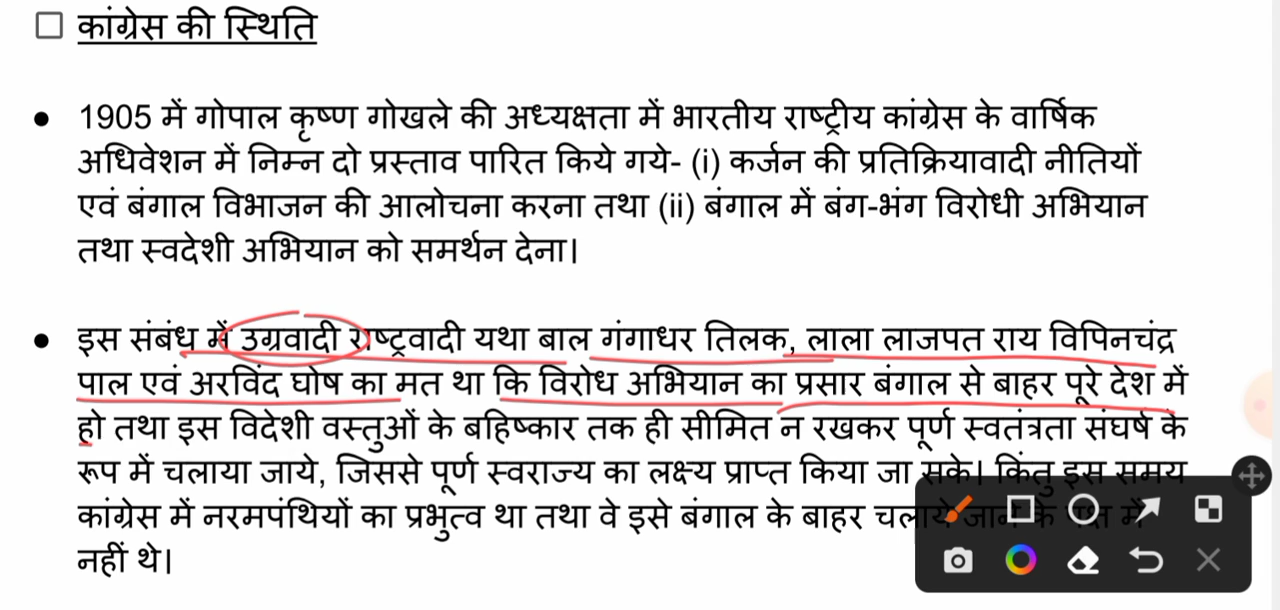 कांग्रेस की स्थिति
1905 में गोपाल कृष्ण गोखले की अध्यक्षता में भारतीय राष्ट्रीय कांग्रेस के वार्षिक
अधिवेशन में निम्न दो प्रस्ताव पारित किये गये- (i) कर्जन की प्रतिक्रियावादी नीतियों
एवं बंगाल विभाजन की आलोचना करना तथा (ii) बंगाल में बंग-भंग विरोधी अभियान
तथा स्वदेशी अभियान को समर्थन देना।
इस संबंध में उग्रवादी राष्ट्रवादी यथा बाल गंगाधर तिलक, लाला लाजपत राय विपिनचंद्र
पाल एवं अरविंद घोष का मत था कि विरोध अभियान का प्रसार बंगाल से बाहर पूरे देश में
हो तथा इस विदेशी वस्तुओं के बहिष्कार तक ही सीमित न रखकर पूर्ण स्वतंत्रता संघर्ष के
रूप में चलाया जाये, जिससे पूर्ण स्वराज्य का लक्ष्य प्राप्त किया जा सके। किंतु इस समय
कांग्रेस में नरमपंथियों का प्रभुत्व था तथा वे इसे बंगाल के बाहर चलाये जाने के पक्ष में
नहीं थे।